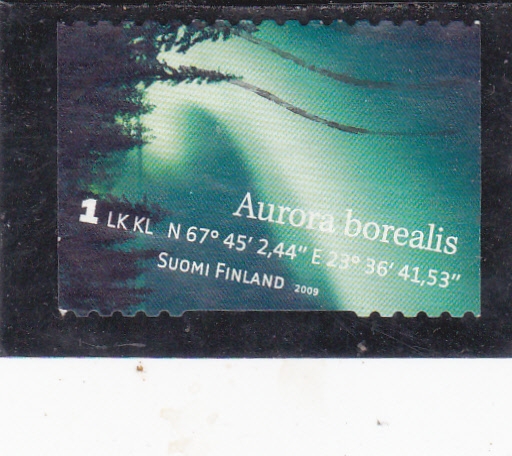 Aurora borealis
1 LK KL N 67° 45' 2,44" E 23° 36' 41,53"
SUOMI FINLAND 2009